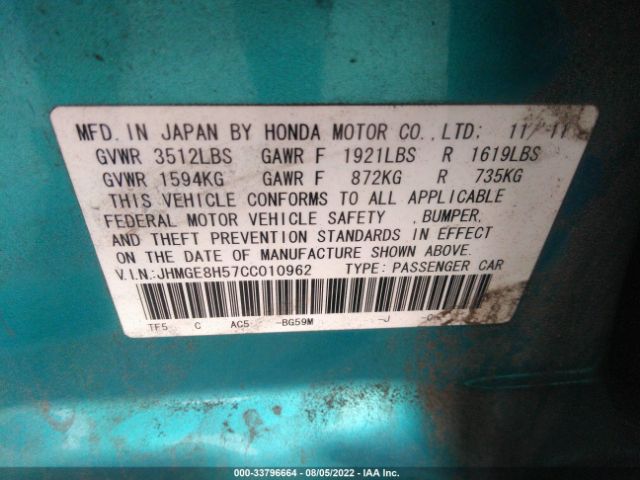 MFD. IN JAPAN BY HONDA MOTOR CO.,LTD: 11/ 11
GVWR 3512LBS GAWR F 1921LBS R 1619LBS
GVWR 1594KG GAWR F 872KG R 735KG
THIS VEHICLE CONFORMS TO ALL APPLICABLE
FEDERAL MOTOR VEHICLE SAFETY ,BUMPER,
AND THEFT PREVENTION STANDARDS IN EFFECT
ON THE DATE OF MANUFACTURE SHOWN ABOVE.
V.I.N.:JHMGE8H57CC010962 TYPE: PASSENGER CAR
TF5 C AC5 -BG59M -J -C
000-33796664 - 08/05/2022 - IAA Inc.